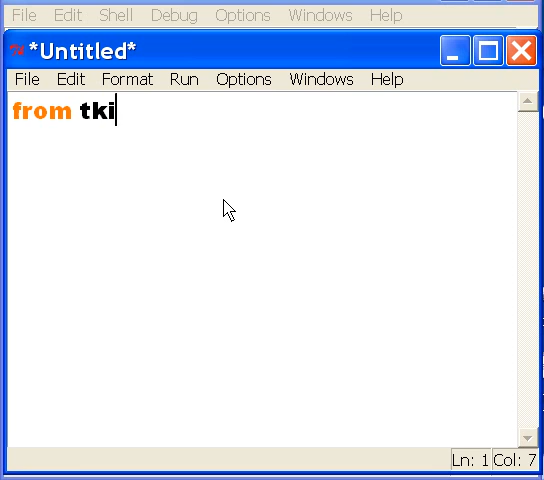 File Edit Shell Debug Options Windows Help
*Untitled*
File Edit Format Run Options Windows Help
from tki
Ln: 1 Col: 7